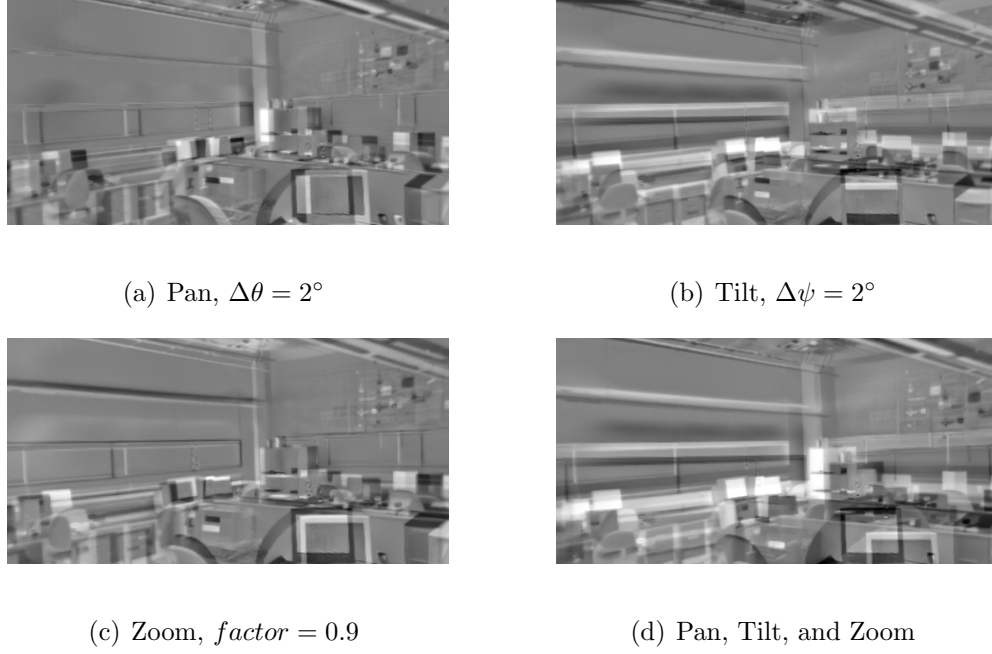 (a) Pan, Δθ = 2°
(b) Tilt, Δψ = 2°
(c) Zoom, factor = 0.9
(d) Pan, Tilt, and Zoom